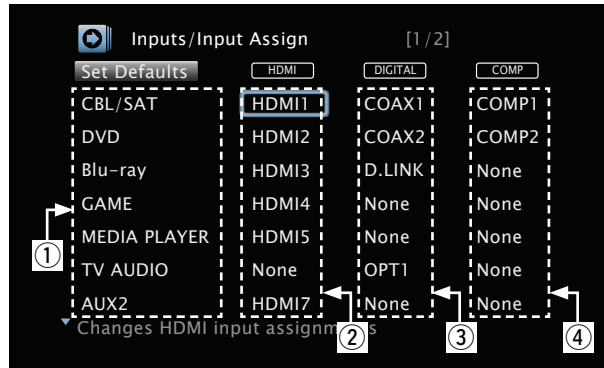 Inputs/Input Assign [1/2]
Set Defaults HDMI DIGITAL COMP
CBL/SAT HDMI1 COAX1 COMP1
DVD HDMI2 COAX2 COMP2
Blu-ray HDMI3 D.LINK None
GAME HDMI4 None None
MEDIA PLAYER HDMI5 None None
TV AUDIO None OPT1 None
AUX2 HDMI7 None None
Changes HDMI input
① ② ③ ④